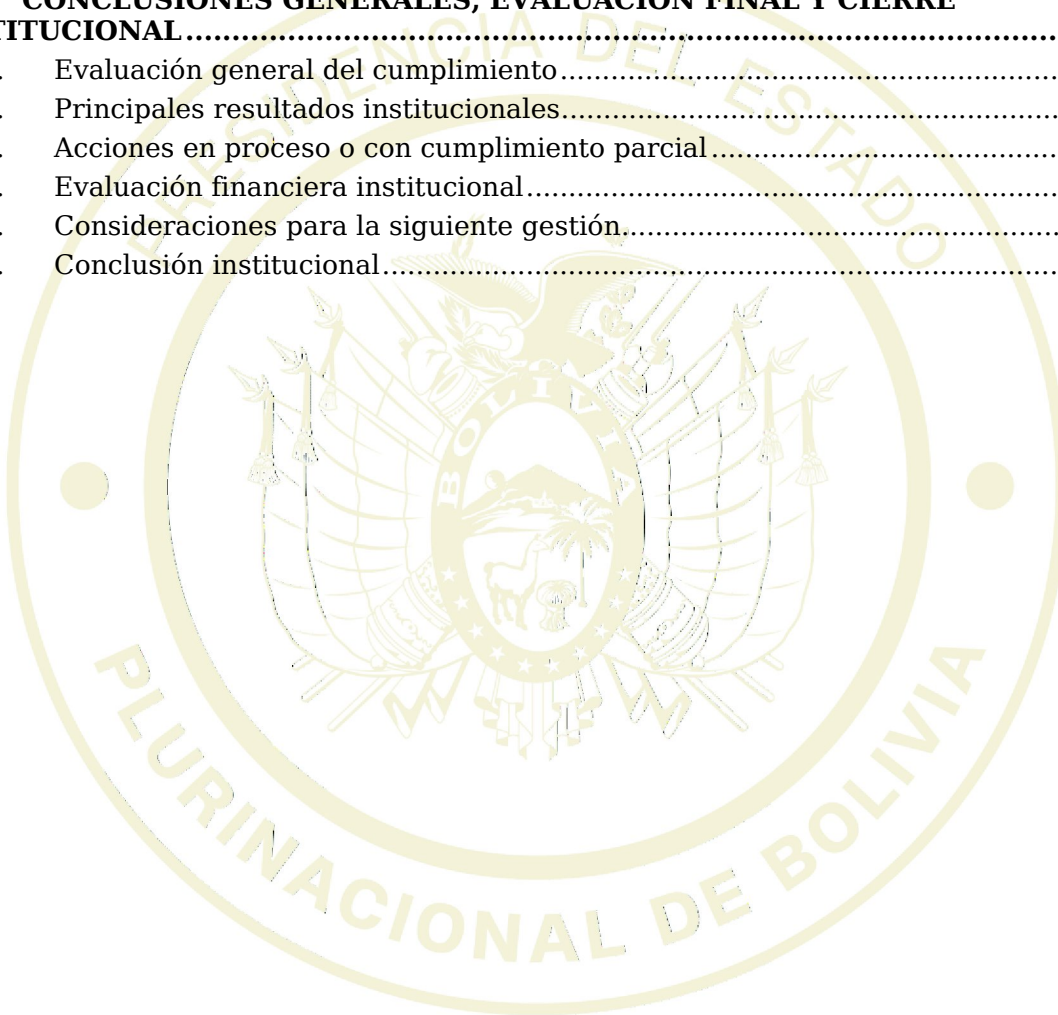 CONCLUSIONES GENERALES, EVALUACIÓN FINAL Y CIERRE
TITUCIONAL........................................................................................................
. Evaluación general del cumplimiento............................................................
. Principales resultados institucionales............................................................
. Acciones en proceso o con cumplimiento parcial..........................................
. Evaluación financiera institucional................................................................
. Consideraciones para la siguiente gestión.....................................................
. Conclusión institucional.................................................................................
PRESIDENCIA DEL ESTADO
BOLIVIA
PLURINACIONAL DE BOLIVIA